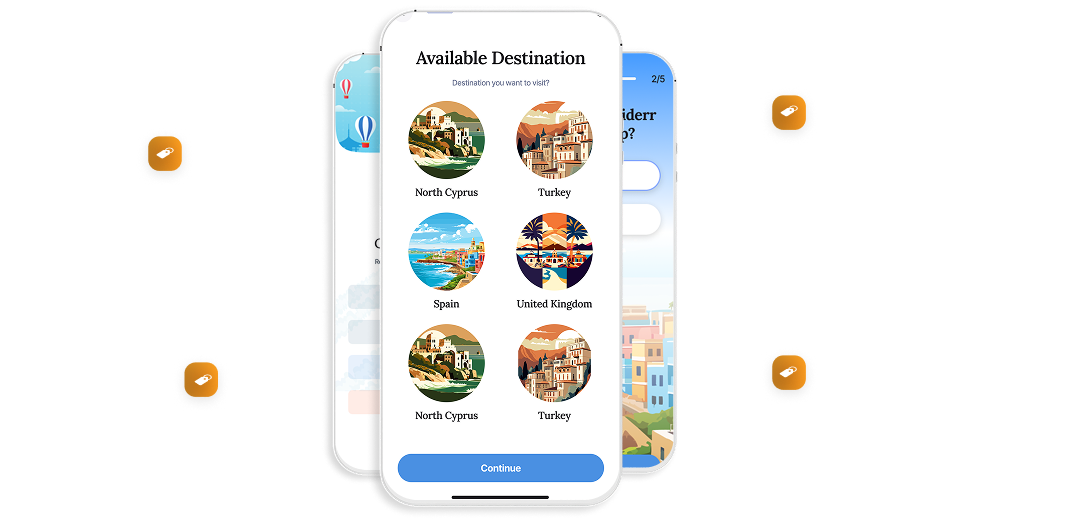 Available Destination
Destination you want to visit?
North Cyprus
Turkey
Spain
United Kingdom
North Cyprus
Turkey
Continue
2/5